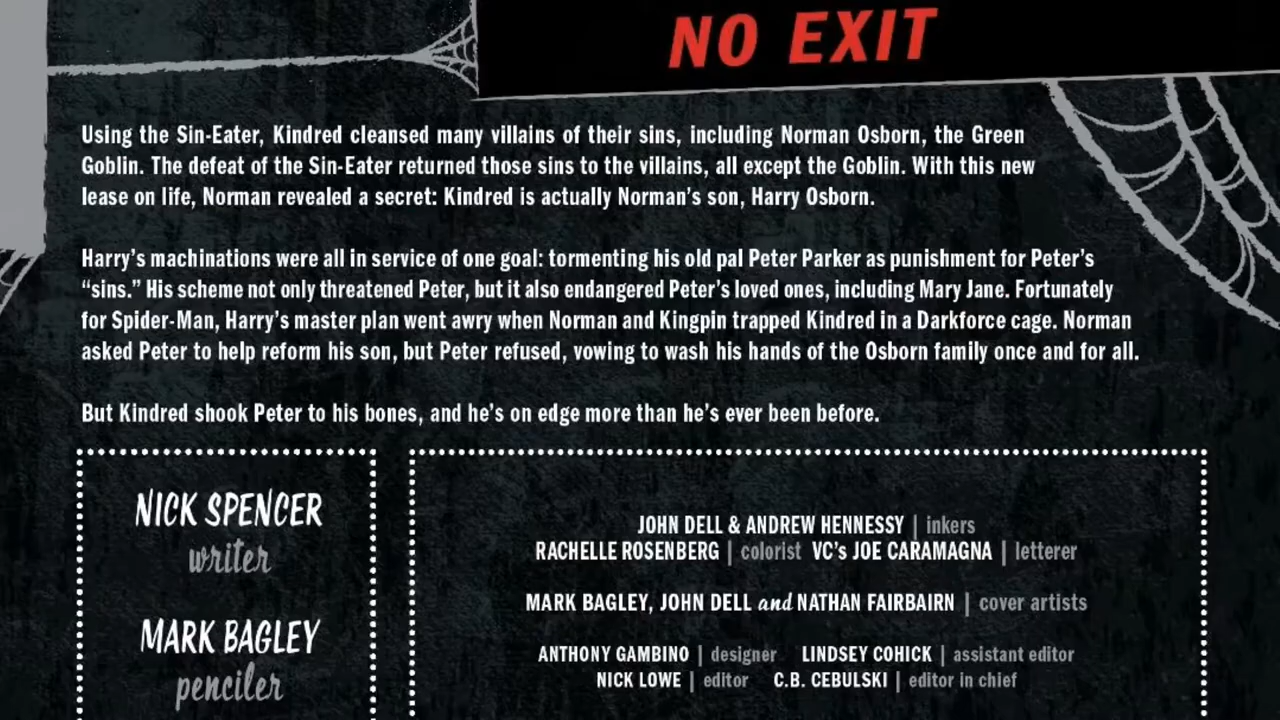 NO EXIT
Using the Sin-Eater, Kindred cleansed many villains of their sins, including Norman Osborn, the Green
Goblin. The defeat of the Sin-Eater returned those sins to the villains, all except the Goblin. With this new
lease on life, Norman revealed a secret: Kindred is actually Norman’s son, Harry Osborn.
Harry’s machinations were all in service of one goal: tormenting his old pal Peter Parker as punishment for Peter’s
“sins.” His scheme not only threatened Peter, but it also endangered Peter’s loved ones, including Mary Jane. Fortunately
for Spider-Man, Harry’s master plan went awry when Norman and Kingpin trapped Kindred in a Darkforce cage. Norman
asked Peter to help reform his son, but Peter refused, vowing to wash his hands of the Osborn family once and for all.
But Kindred shook Peter to his bones, and he’s on edge more than he’s ever been before.
NICK SPENCER
writer
MARK BAGLEY
penciler
JOHN DELL & ANDREW HENNESSY | inkers
RACHELLE ROSENBERG | colorist VC’s JOE CARAMAGNA | letterer
MARK BAGLEY, JOHN DELL and NATHAN FAIRBAIRN | cover artists
ANTHONY GAMBINO | designer LINDSEY COHICK | assistant editor
NICK LOWE | editor C.B. CEBULSKI | editor in chief